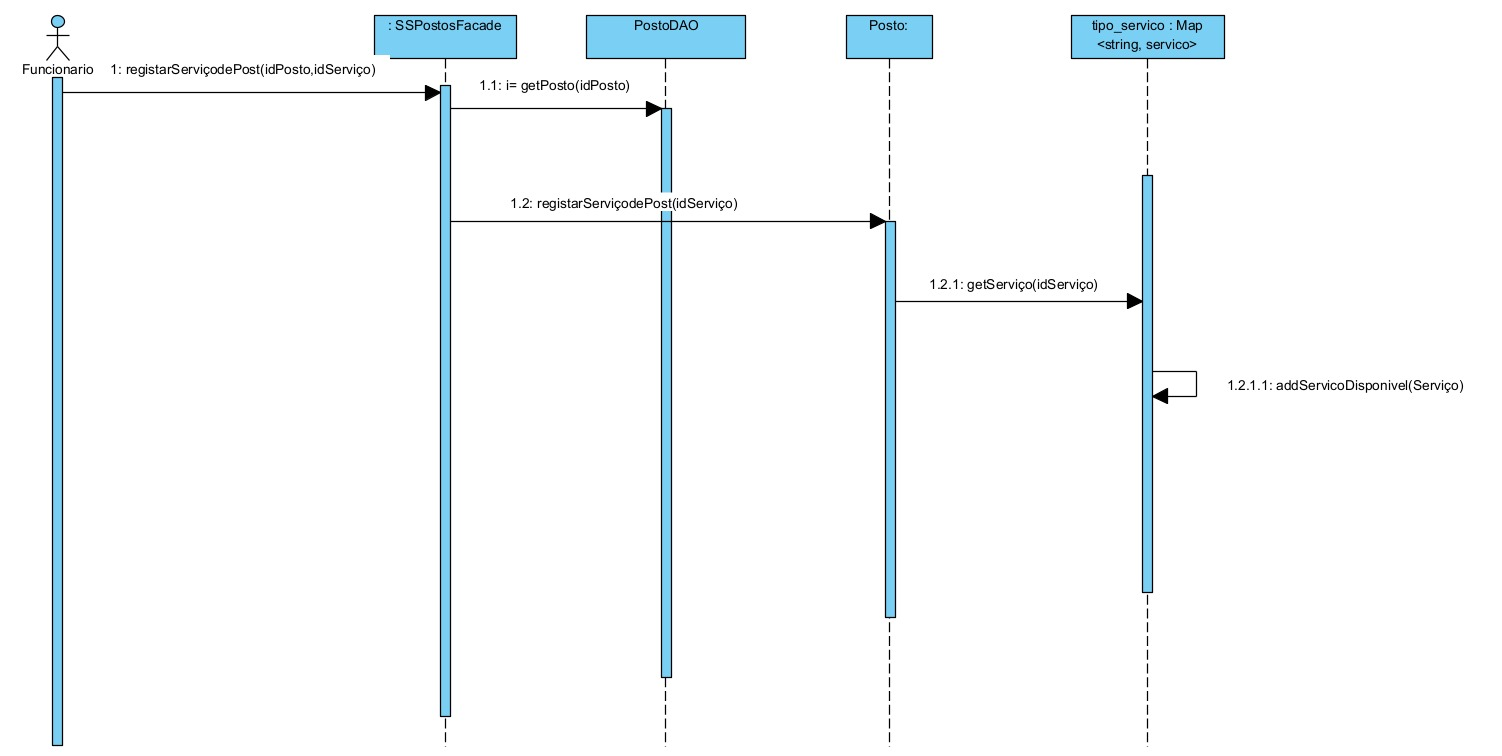 : SSPostosFacade
PostoDAO
Posto:
tipo_servico : Map
<string, servico>
Funcionario
1: registarServiçodePost(idPosto,idServiço)
1.1: i= getPosto(idPosto)
1.2: registarServiçodePost(idServiço)
1.2.1: getServiço(idServiço)
1.2.1.1: addServicoDisponivel(Serviço)